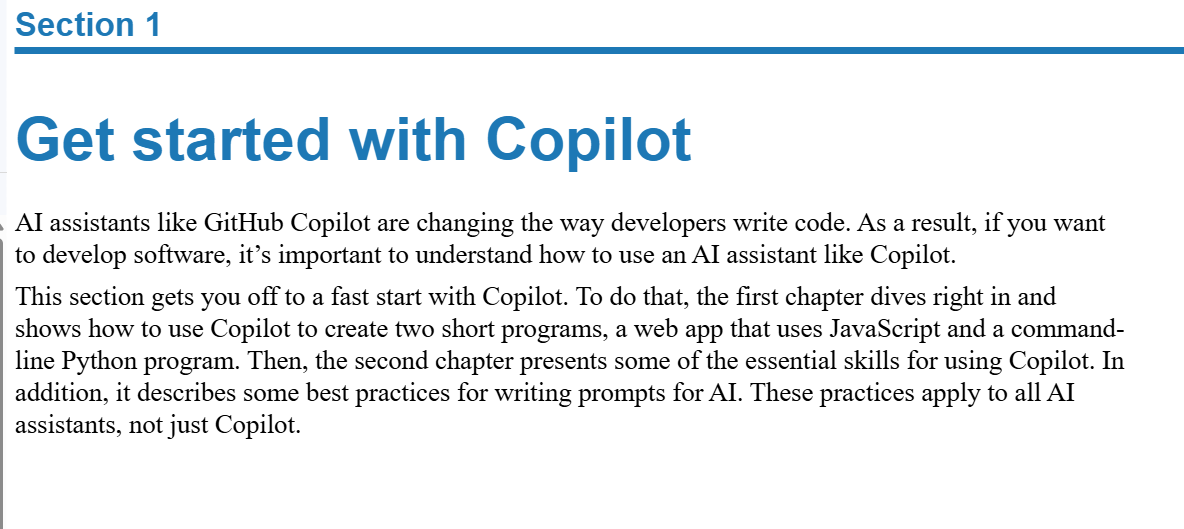 Section 1
Get started with Copilot
AI assistants like GitHub Copilot are changing the way developers write code. As a result, if you want
to develop software, it’s important to understand how to use an AI assistant like Copilot.
This section gets you off to a fast start with Copilot. To do that, the first chapter dives right in and
shows how to use Copilot to create two short programs, a web app that uses JavaScript and a command-
line Python program. Then, the second chapter presents some of the essential skills for using Copilot. In
addition, it describes some best practices for writing prompts for AI. These practices apply to all AI
assistants, not just Copilot.